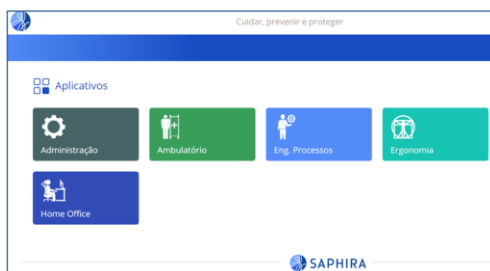 Cuidar, prevenir e proteger
Aplicativos
Administração
Ambulatório
Eng. Processos
Ergonomia
Home Office
SAPHIRA